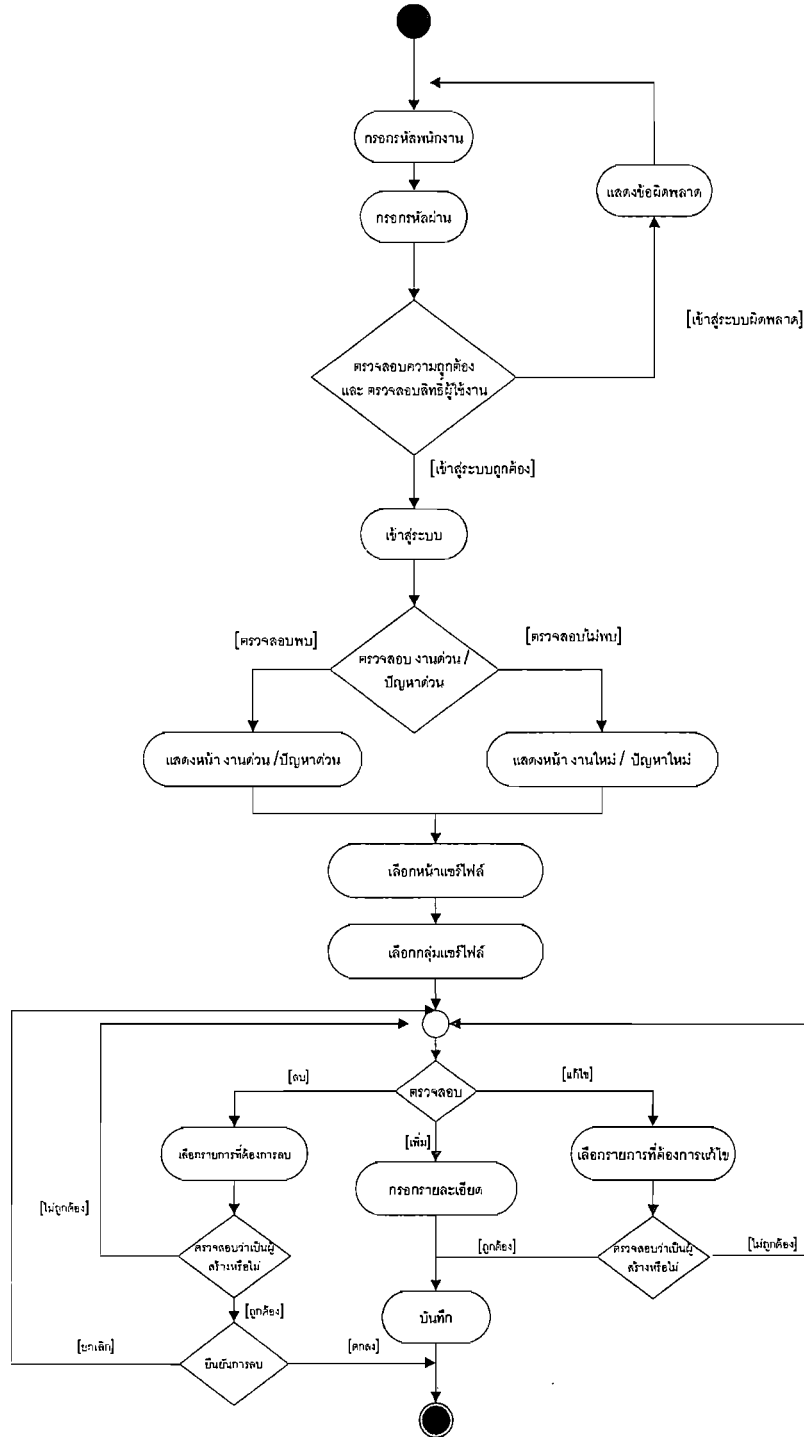 กรอกรหัสพนักงาน
แสดงข้อผิดพลาด
กรอกรหัสผ่าน
[เข้าสู่ระบบผิดพลาด]
ตรวจสอบความถูกต้อง
และ ตรวจสอบสิทธิ์ผู้ใช้งาน
[เข้าสู่ระบบถูกต้อง]
เข้าสู่ระบบ
[ตรวจสอบพบ]
[ตรวจสอบไม่พบ]
ตรวจสอบ งานด่วน /
ปัญหาด่วน
แสดงหน้า งานด่วน /ปัญหาด่วน
แสดงหน้า งานใหม่ / ปัญหาใหม่
เลือกหน้าแชร์ไฟล์
เลือกกลุ่มแชร์ไฟล์
[ลบ]
ตรวจสอบ
[แก้ไข]
[เพิ่ม]
เลือกรายการที่ต้องการลบ
กรอกรายละเอียด
เลือกรายการที่ต้องการแก้ไข
[ไม่ถูกต้อง]
ตรวจสอบว่าเป็นผู้
สร้างหรือไม่
[ถูกต้อง]
ตรวจสอบว่าเป็นผู้
สร้างหรือไม่
[ไม่ถูกต้อง]
[ถูกต้อง]
บันทึก
[ยกเลิก]
ยืนยันการลบ
[ตกลง]